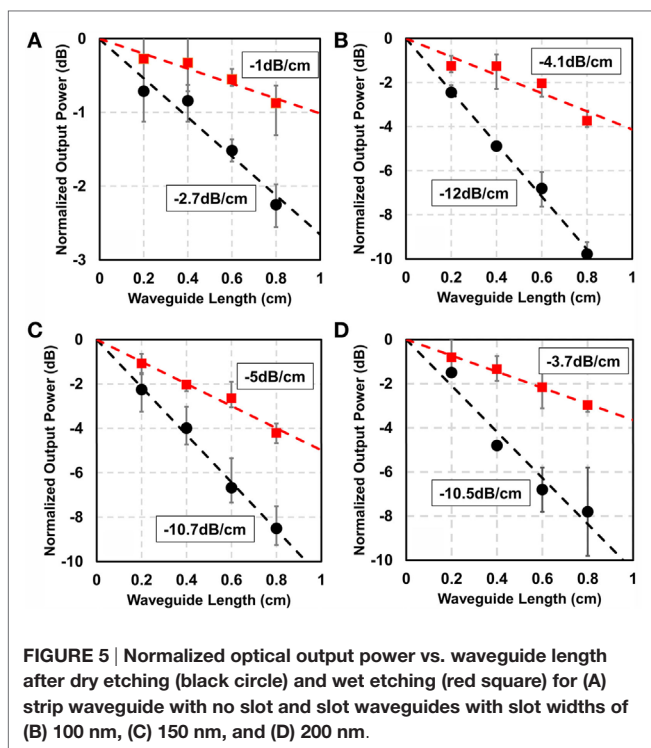 A
Normalized Output Power (dB)
0
-1
-2
-3
-1dB/cm
-2.7dB/cm
0 0.2 0.4 0.6 0.8 1
Waveguide Length (cm)
B
Normalized Output Power (dB)
0
-2
-4
-6
-8
-10
-4.1dB/cm
-12dB/cm
0 0.2 0.4 0.6 0.8 1
Waveguide Length (cm)
C
Normalized Output Power (dB)
0
-2
-4
-6
-8
-10
-5dB/cm
-10.7dB/cm
0 0.2 0.4 0.6 0.8 1
Waveguide Length (cm)
D
Normalized Output Power (dB)
0
-2
-4
-6
-8
-10
-3.7dB/cm
-10.5dB/cm
0 0.2 0.4 0.6 0.8 1
Waveguide Length (cm)
FIGURE 5 | Normalized optical output power vs. waveguide length
after dry etching (black circle) and wet etching (red square) for (A)
strip waveguide with no slot and slot waveguides with slot widths of
(B) 100 nm, (C) 150 nm, and (D) 200 nm.